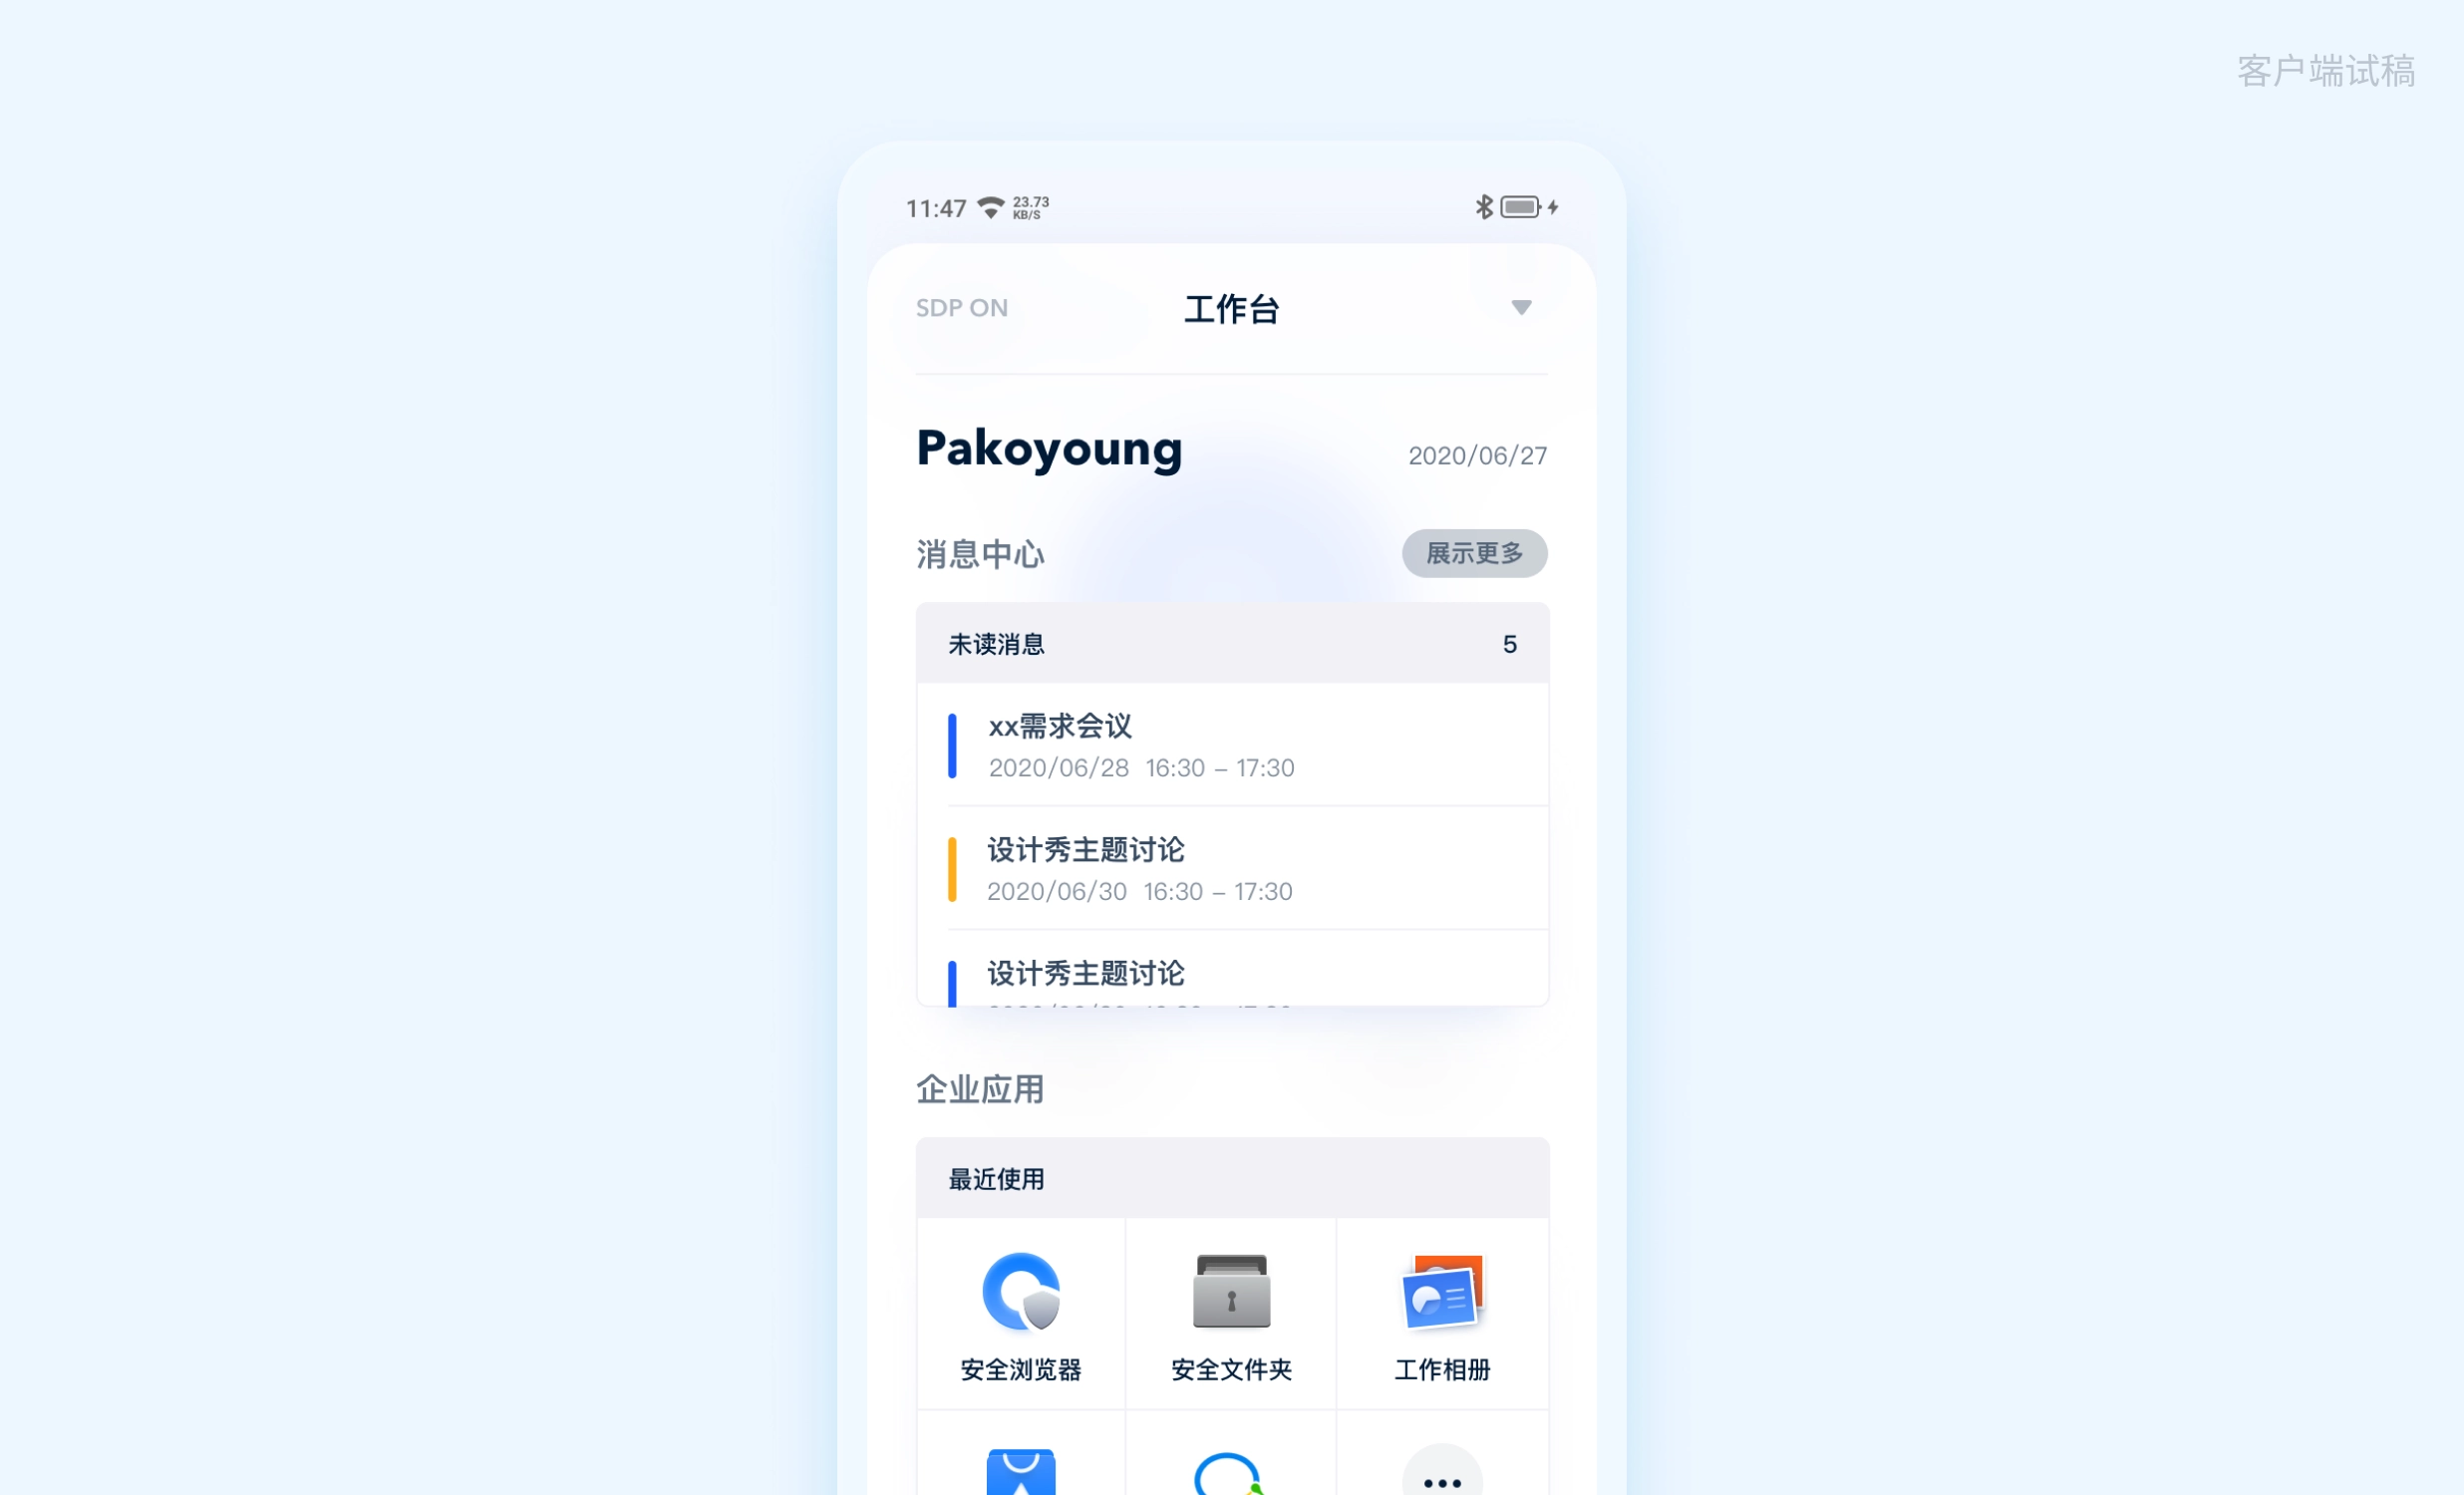 客户端试稿
11:47 23.73 KB/S
SDP ON 工作台
Pakoyoung 2020/06/27
消息中心 展示更多
未读消息 5
xx需求会议
2020/06/28 16:30 – 17:30
设计秀主题讨论
2020/06/30 16:30 – 17:30
设计秀主题讨论
企业应用
最近使用
安全浏览器 安全文件夹 工作相册